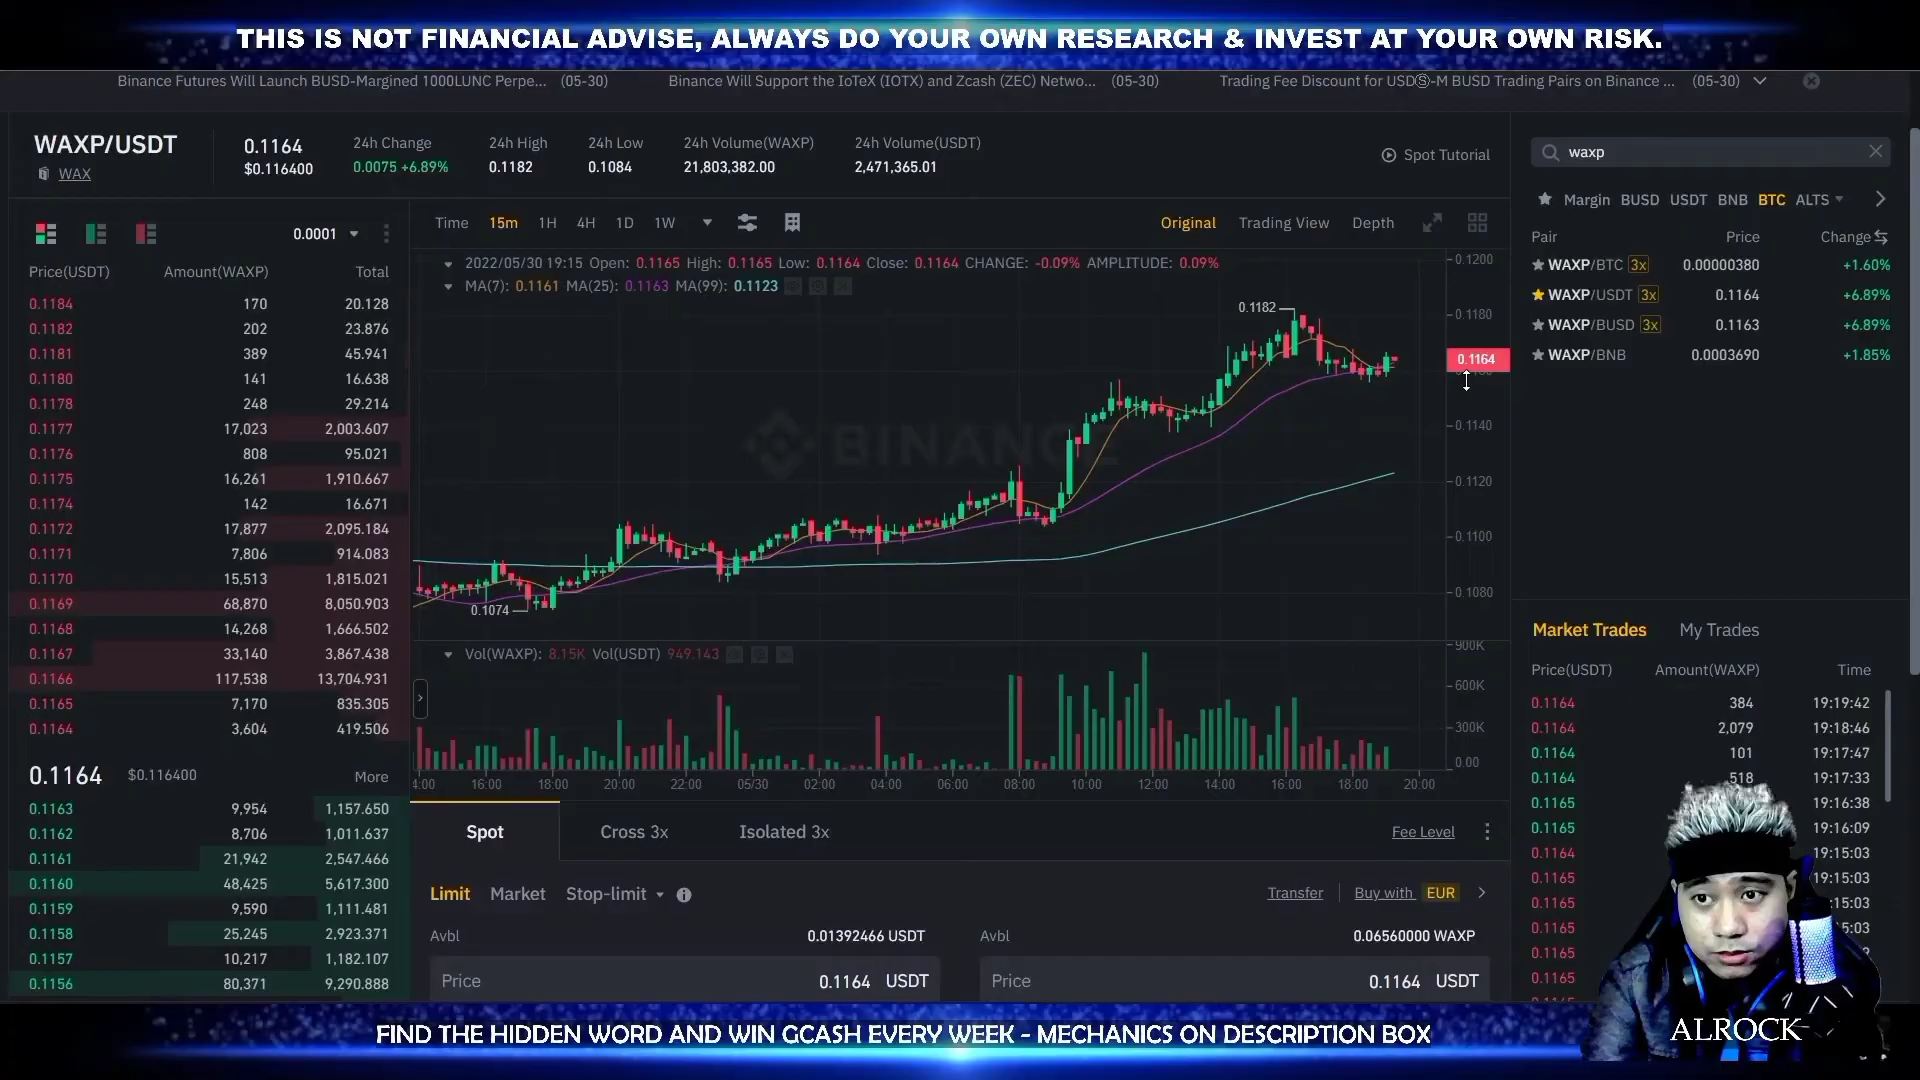 THIS IS NOT FINANCIAL ADVISE, ALWAYS DO YOUR OWN RESEARCH & INVEST AT YOUR OWN RISK.
Binance Futures Will Launch BUSD-Margined 1000LUNC Perpe... (05-30) Binance Will Support the IoTeX (IOTX) and Zcash (ZEC) Netwo... (05-30) Trading Fee Discount for USDⓈ-M BUSD Trading Pairs on Binance ... (05-30)
WAXP/USDT
WAX
0.1164
$0.116400
24h Change
0.0075 +6.89%
24h High
0.1182
24h Low
0.1084
24h Volume(WAXP)
21,803,382.00
24h Volume(USDT)
2,471,365.01
Spot Tutorial
0.0001
Price(USDT) Amount(WAXP) Total
0.1184 170 20.128
0.1182 202 23.876
0.1181 389 45.941
0.1180 141 16.638
0.1178 248 29.214
0.1177 17,023 2,003.607
0.1176 808 95.021
0.1175 16,261 1,910.667
0.1174 142 16.671
0.1172 17,877 2,095.184
0.1171 7,806 914.083
0.1170 15,513 1,815.021
0.1169 68,870 8,050.903
0.1168 14,268 1,666.502
0.1167 33,140 3,867.438
0.1166 117,538 13,704.931
0.1165 7,170 835.305
0.1164 3,604 419.506
0.1164 $0.116400 More
0.1163 9,954 1,157.650
0.1162 8,706 1,011.637
0.1161 21,942 2,547.466
0.1160 48,425 5,617.300
0.1159 9,590 1,111.481
0.1158 25,245 2,923.371
0.1157 10,217 1,182.107
0.1156 80,371 9,290.888
Time 15m 1H 4H 1D 1W Original Trading View Depth
2022/05/30 19:15 Open: 0.1165 High: 0.1165 Low: 0.1164 Close: 0.1164 CHANGE: -0.09% AMPLITUDE: 0.09%
MA(7): 0.1161 MA(25): 0.1163 MA(99): 0.1123
0.1200
0.1182
0.1180
0.1164
0.1140
BINANCE
0.1120
0.1100
0.1080
0.1074
Vol(WAXP): 8.15K Vol(USDT) 949.143
900K
600K
300K
0.00
4:00 16:00 18:00 20:00 22:00 05/30 02:00 04:00 06:00 08:00 10:00 12:00 14:00 16:00 18:00 20:00
Spot Cross 3x Isolated 3x Fee Level
Limit Market Stop-limit Transfer Buy with EUR
Avbl 0.01392466 USDT Avbl 0.06560000 WAXP
Price 0.1164 USDT Price 0.1164 USDT
waxp
Margin BUSD USDT BNB BTC ALTS
Pair Price Change
WAXP/BTC 3x 0.00000380 +1.60%
WAXP/USDT 3x 0.1164 +6.89%
WAXP/BUSD 3x 0.1163 +6.89%
WAXP/BNB 0.0003690 +1.85%
Market Trades My Trades
Price(USDT) Amount(WAXP) Time
0.1164 384 19:19:42
0.1164 2,079 19:18:46
0.1164 101 19:17:47
0.1164 518 19:17:33
0.1165 19:16:38
0.1165 19:16:09
0.1164 19:15:03
0.1165 19:15:03
0.1165 :15:03
0.1165 5:03
0.1165
0.1165
ALROCK
FIND THE HIDDEN WORD AND WIN GCASH EVERY WEEK - MECHANICS ON DESCRIPTION BOX